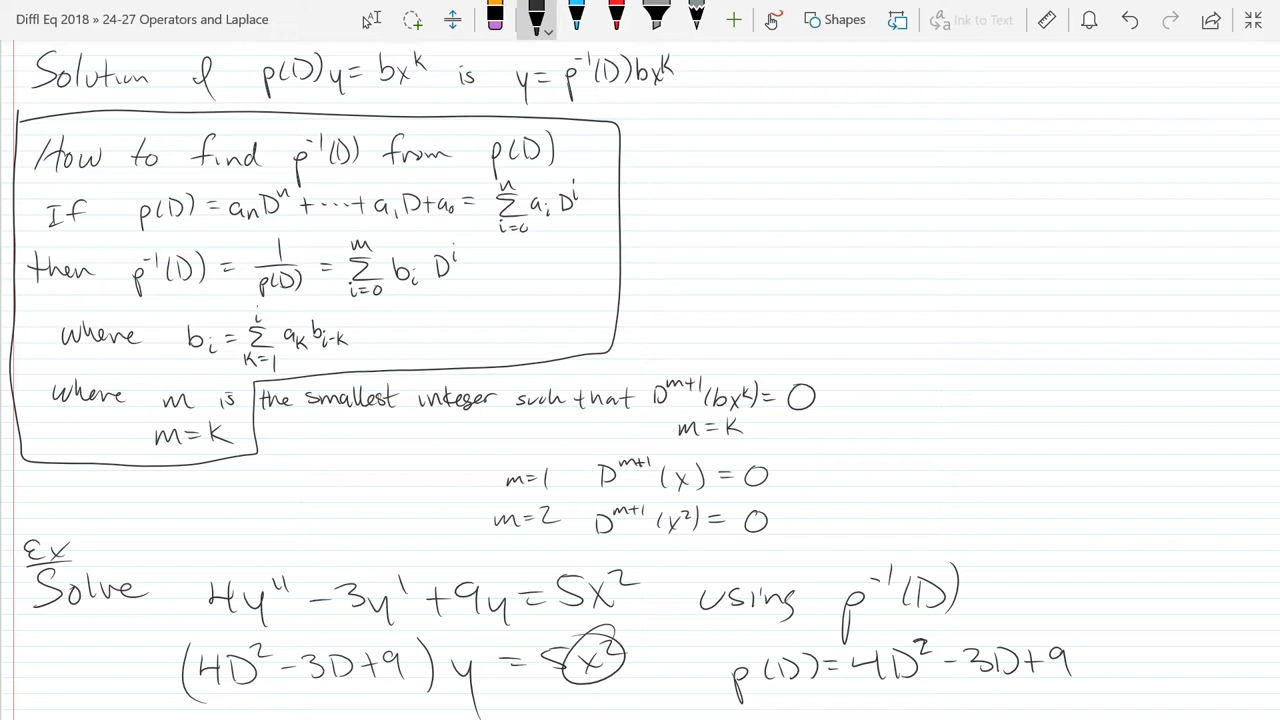 Diffl Eq 2018 » 24-27 Operators and Laplace
Shapes
Ink to Text
Solution of p(D)y = bx^k is y = p^-1(D)bx^k
How to find p^-1(D) from p(D)
If p(D) = a_nD^n + ··· + a_1D + a_0 = Σ_{i=0}^{n} a_i D^i
then p^-1(D) = 1/p(D) = Σ_{i=0}^{m} b_i D^i
where b_i = Σ_{k=1}^{i} a_k b_{i-k}
where m is the smallest integer such that D^{m+1}(bx^k) = 0
m = k m = k
m=1 D^{m+1}(x) = 0
m=2 D^{m+1}(x^2) = 0
Ex
Solve 4y'' - 3y' + 9y = 5x^2 using p^-1(D)
(4D^2 - 3D + 9) y = 5x^2 p(D) = 4D^2 - 3D + 9